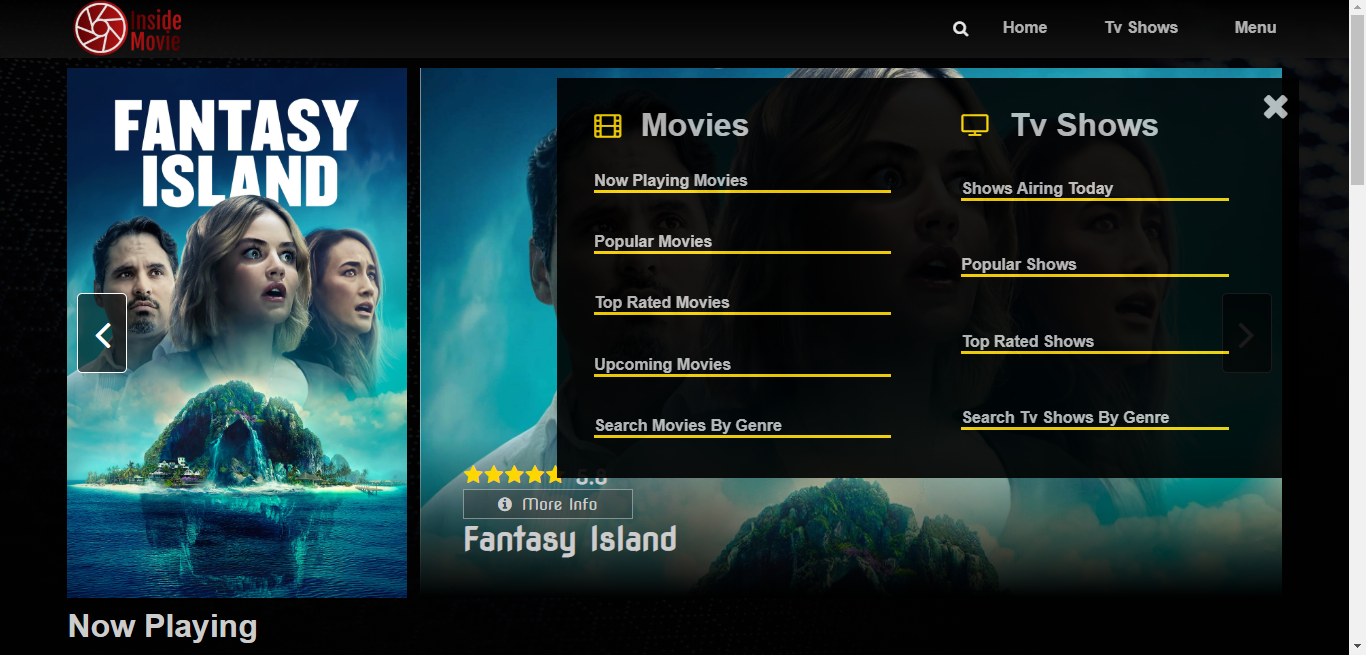 Inside
Movie
Home
Tv Shows
Menu
FANTASY
ISLAND
Movies
Now Playing Movies
Popular Movies
Top Rated Movies
Upcoming Movies
Search Movies By Genre
Tv Shows
Shows Airing Today
Popular Shows
Top Rated Shows
Search Tv Shows By Genre
5.8
More Info
Fantasy Island
Now Playing